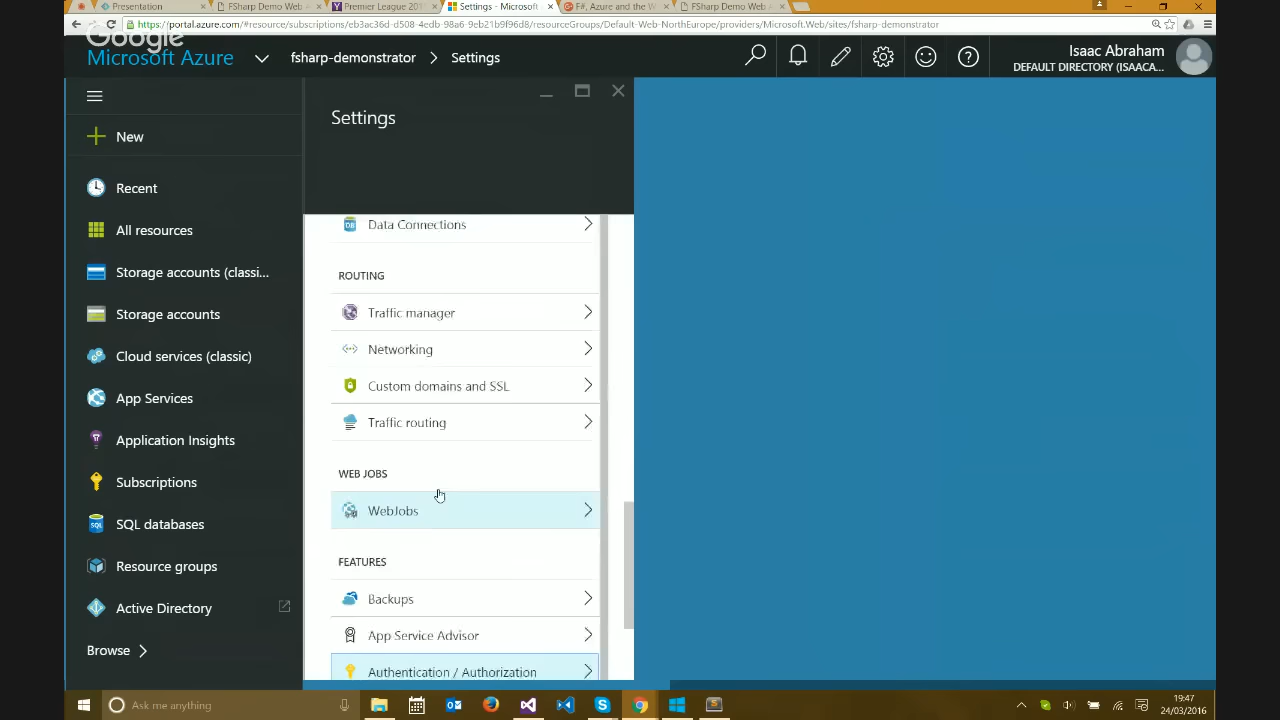 Presentation
FSharp Demo Web
Premier League 201
Settings - Microsoft
F#, Azure and the W
FSharp Demo Web
https://portal.azure.com/#resource/subscriptions/eb3ac36d-d508-4edb-98a6-9eb21b9f96d8/resourceGroups/Default-Web-NorthEurope/providers/Microsoft.Web/sites/fsharp-demonstrator
Google
Microsoft Azure
fsharp-demonstrator
Settings
Isaac Abraham
DEFAULT DIRECTORY (ISAACA...
Settings
New
Recent
All resources
Storage accounts (classi...
Storage accounts
Cloud services (classic)
App Services
Application Insights
Subscriptions
SQL databases
Resource groups
Active Directory
Browse
Data Connections
ROUTING
Traffic manager
Networking
Custom domains and SSL
Traffic routing
WEB JOBS
WebJobs
FEATURES
Backups
App Service Advisor
Authentication / Authorization
Ask me anything
19:47
24/03/2016